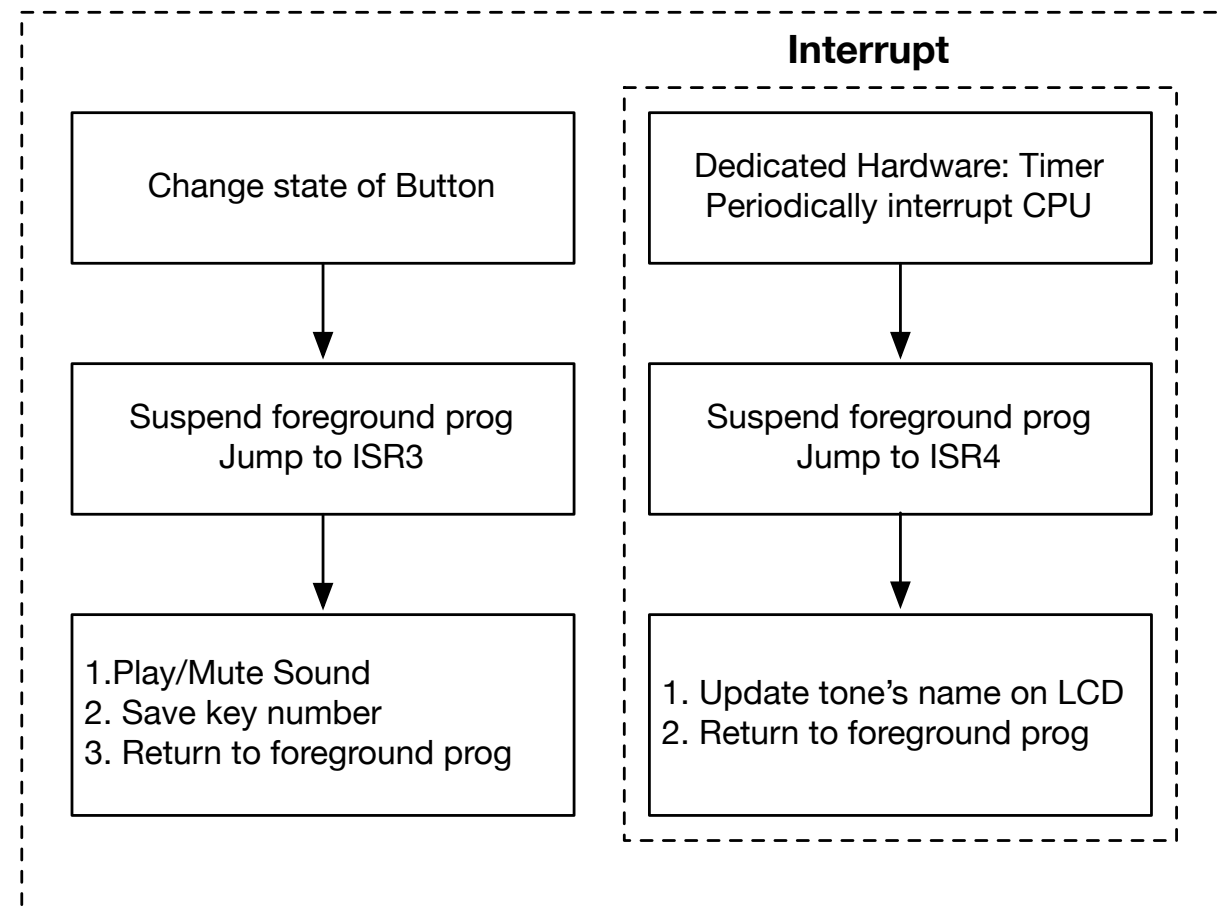 Interrupt
Change state of Button
Suspend foreground prog
Jump to ISR3
1.Play/Mute Sound
2. Save key number
3. Return to foreground prog
Dedicated Hardware: Timer
Periodically interrupt CPU
Suspend foreground prog
Jump to ISR4
1. Update tone’s name on LCD
2. Return to foreground prog